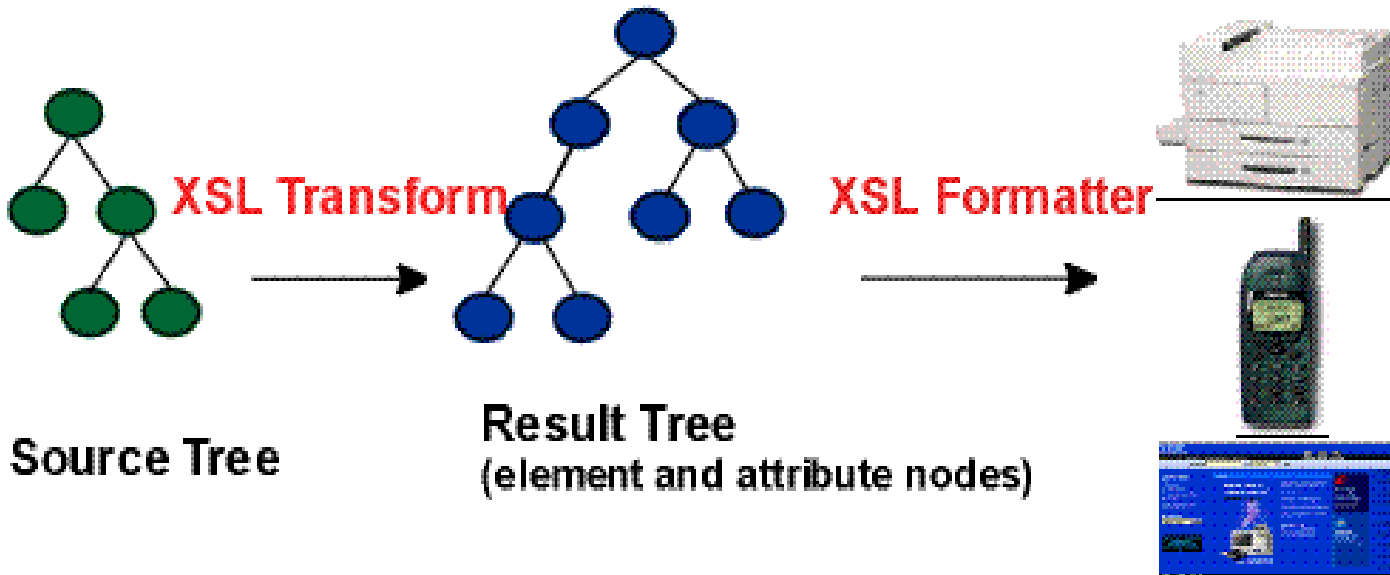 XSL Transform
XSL Formatter
Source Tree
Result Tree
(element and attribute nodes)